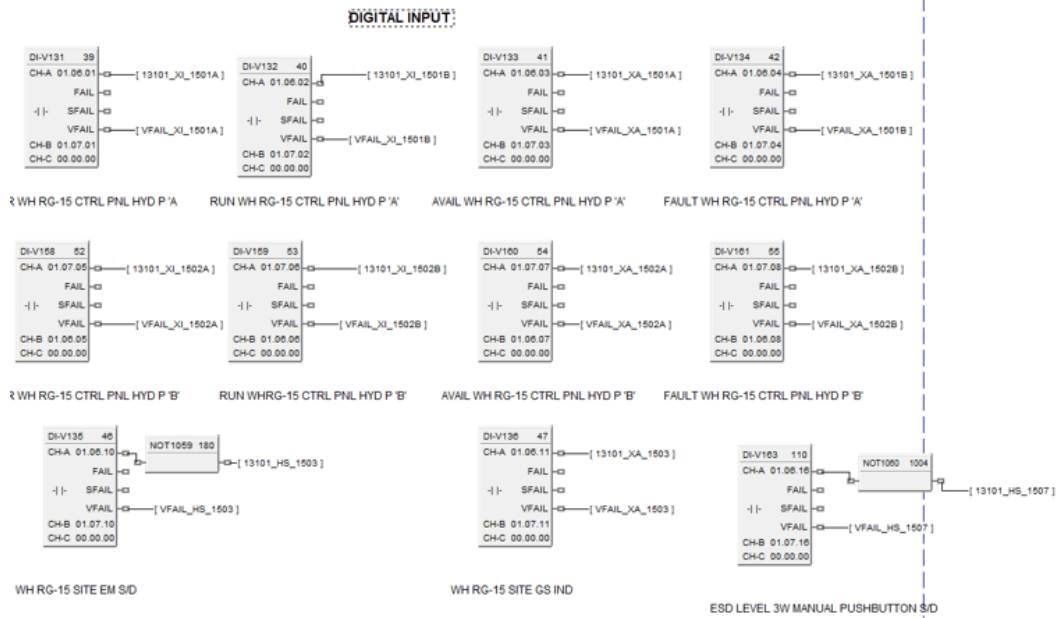 DIGITAL INPUT
DI-V131 39
CH-A 01.06.01
[ 13101_XI_1501A ]
FAIL
SFAIL
VFAIL
[ VFAIL_XI_1501A ]
CH-B 01.07.01
CH-C 00.00.00
R WH RG-15 CTRL PNL HYD P 'A
DI-V132 40
CH-A 01.06.02
[ 13101_XI_1501B ]
FAIL
SFAIL
VFAIL
[ VFAIL_XI_1501B ]
CH-B 01.07.02
CH-C 00.00.00
RUN WH RG-15 CTRL PNL HYD P 'A'
DI-V133 41
CH-A 01.06.03
[ 13101_XA_1501A ]
FAIL
SFAIL
VFAIL
[ VFAIL_XA_1501A ]
CH-B 01.07.03
CH-C 00.00.00
AVAIL WH RG-15 CTRL PNL HYD P 'A'
DI-V134 42
CH-A 01.06.04
[ 13101_XA_1501B ]
FAIL
SFAIL
VFAIL
[ VFAIL_XA_1501B ]
CH-B 01.07.04
CH-C 00.00.00
FAULT WH RG-15 CTRL PNL HYD P 'A'
DI-V158 52
CH-A 01.07.05
[ 13101_XI_1502A ]
FAIL
SFAIL
VFAIL
[ VFAIL_XI_1502A ]
CH-B 01.06.05
CH-C 00.00.00
R WH RG-15 CTRL PNL HYD P 'B'
DI-V159 53
CH-A 01.07.06
[ 13101_XI_1502B ]
FAIL
SFAIL
VFAIL
[ VFAIL_XI_1502B ]
CH-B 01.06.06
CH-C 00.00.00
RUN WHRG-15 CTRL PNL HYD P 'B'
DI-V160 54
CH-A 01.07.07
[ 13101_XA_1502A ]
FAIL
SFAIL
VFAIL
[ VFAIL_XA_1502A ]
CH-B 01.06.07
CH-C 00.00.00
AVAIL WH RG-15 CTRL PNL HYD P 'B'
DI-V161 55
CH-A 01.07.08
[ 13101_XA_1502B ]
FAIL
SFAIL
VFAIL
[ VFAIL_XA_1502B ]
CH-B 01.06.08
CH-C 00.00.00
FAULT WH RG-15 CTRL PNL HYD P 'B'
DI-V135 46
CH-A 01.06.10
NOT1059 180
[ 13101_HS_1503 ]
FAIL
SFAIL
VFAIL
[ VFAIL_HS_1503 ]
CH-B 01.07.10
CH-C 00.00.00
WH RG-15 SITE EM S/D
DI-V136 47
CH-A 01.06.11
[ 13101_XA_1503 ]
FAIL
SFAIL
VFAIL
[ VFAIL_XA_1503 ]
CH-B 01.07.11
CH-C 00.00.00
WH RG-15 SITE GS IND
DI-V163 110
CH-A 01.06.16
NOT1060 1004
[ 13101_HS_1507 ]
FAIL
SFAIL
VFAIL
[ VFAIL_HS_1507 ]
CH-B 01.07.16
CH-C 00.00.00
ESD LEVEL 3W MANUAL PUSHBUTTON S/D